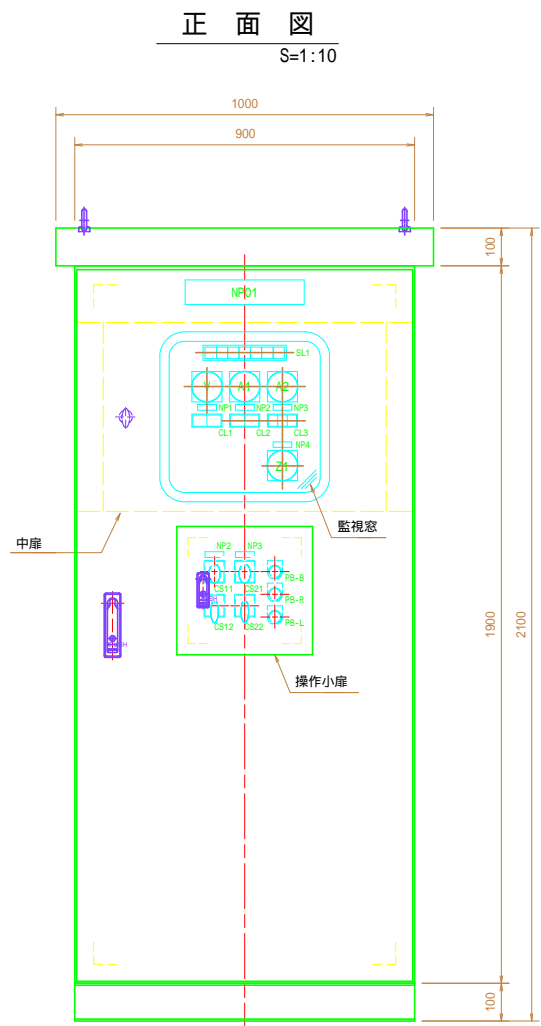 正面図
S=1:10
1000
900
100
NP01
SL1
V
A1
A2
NP1
NP2
NP3
CL1
CL2
CL3
NP4
Z1
監視窓
中扉
NP2
NP3
PB-B
CS11
CS21
PB-R
CS12
CS22
PB-L
操作小扉
1900
2100
100